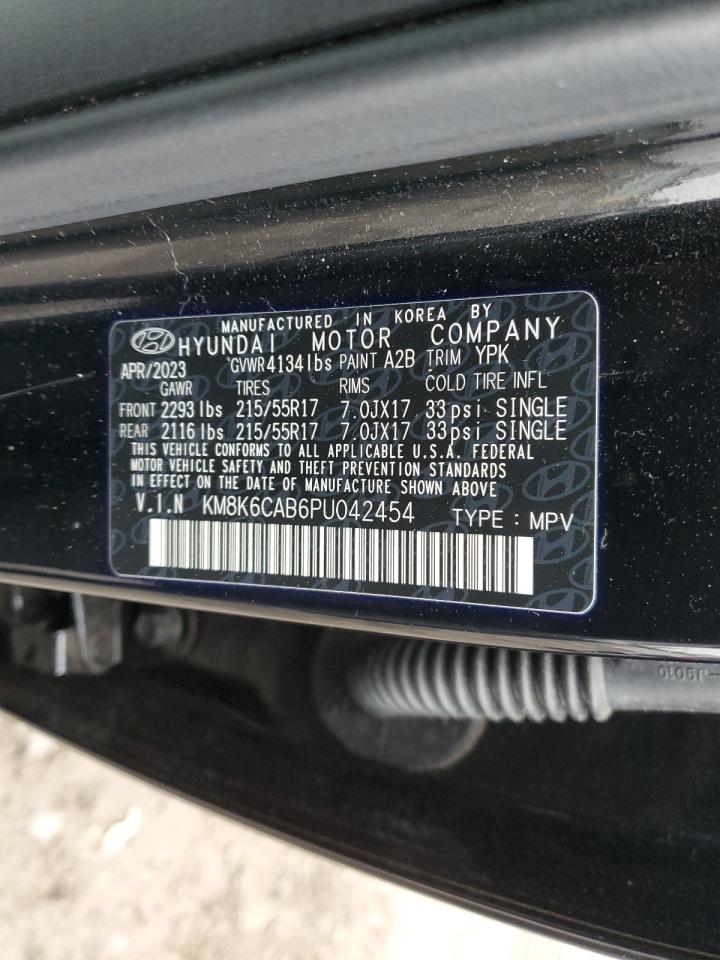 MANUFACTURED IN KOREA BY
HYUNDAI MOTOR COMPANY
APR/2023 GVWR 4134lbs PAINT A2B TRIM YPK
GAWR TIRES RIMS COLD TIRE INFL
FRONT 2293lbs 215/55R17 7.0JX17 33psi SINGLE
REAR 2116lbs 215/55R17 7.0JX17 33psi SINGLE
THIS VEHICLE CONFORMS TO ALL APPLICABLE U.S.A. FEDERAL
MOTOR VEHICLE SAFETY AND THEFT PREVENTION STANDARDS
IN EFFECT ON THE DATE OF MANUFACTURE SHOWN ABOVE
V.I.N KM8K6CAB6PU042454 TYPE : MPV
-J9010